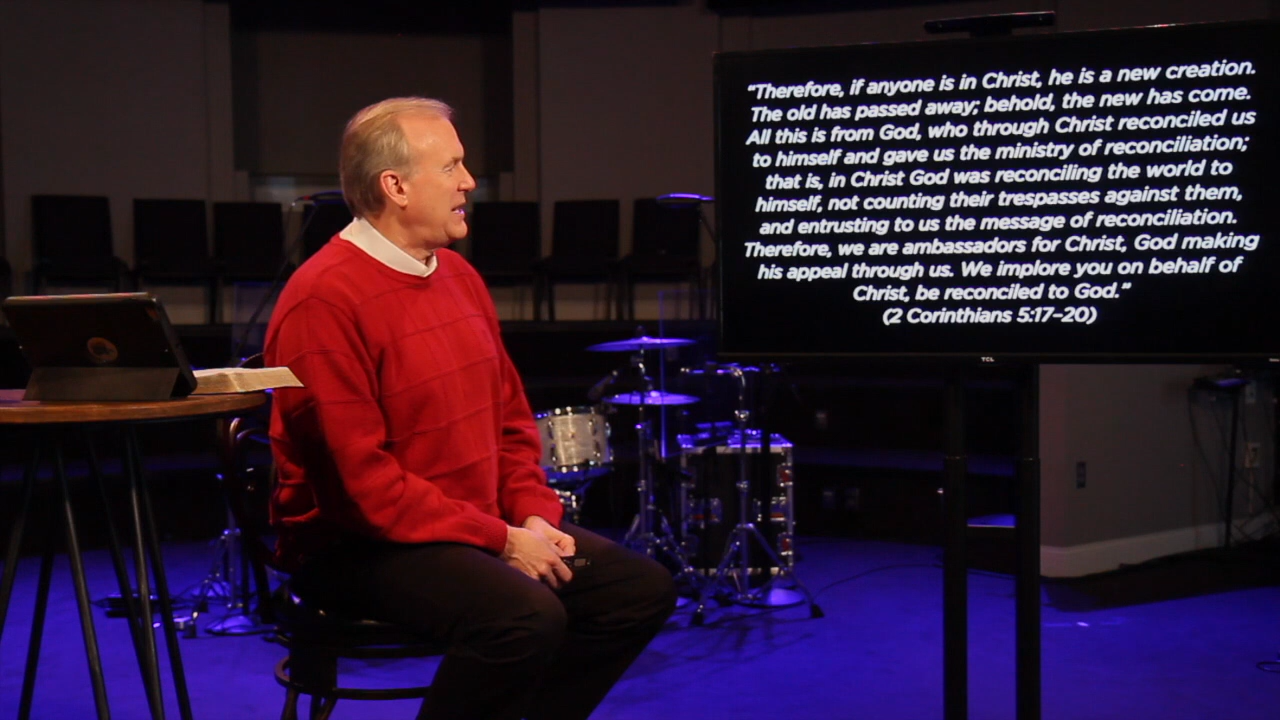 “Therefore, if anyone is in Christ, he is a new creation.
The old has passed away; behold, the new has come.
All this is from God, who through Christ reconciled us
to himself and gave us the ministry of reconciliation;
that is, in Christ God was reconciling the world to
himself, not counting their trespasses against them,
and entrusting to us the message of reconciliation.
Therefore, we are ambassadors for Christ, God making
his appeal through us. We implore you on behalf of
Christ, be reconciled to God.”
(2 Corinthians 5:17–20)
TCL